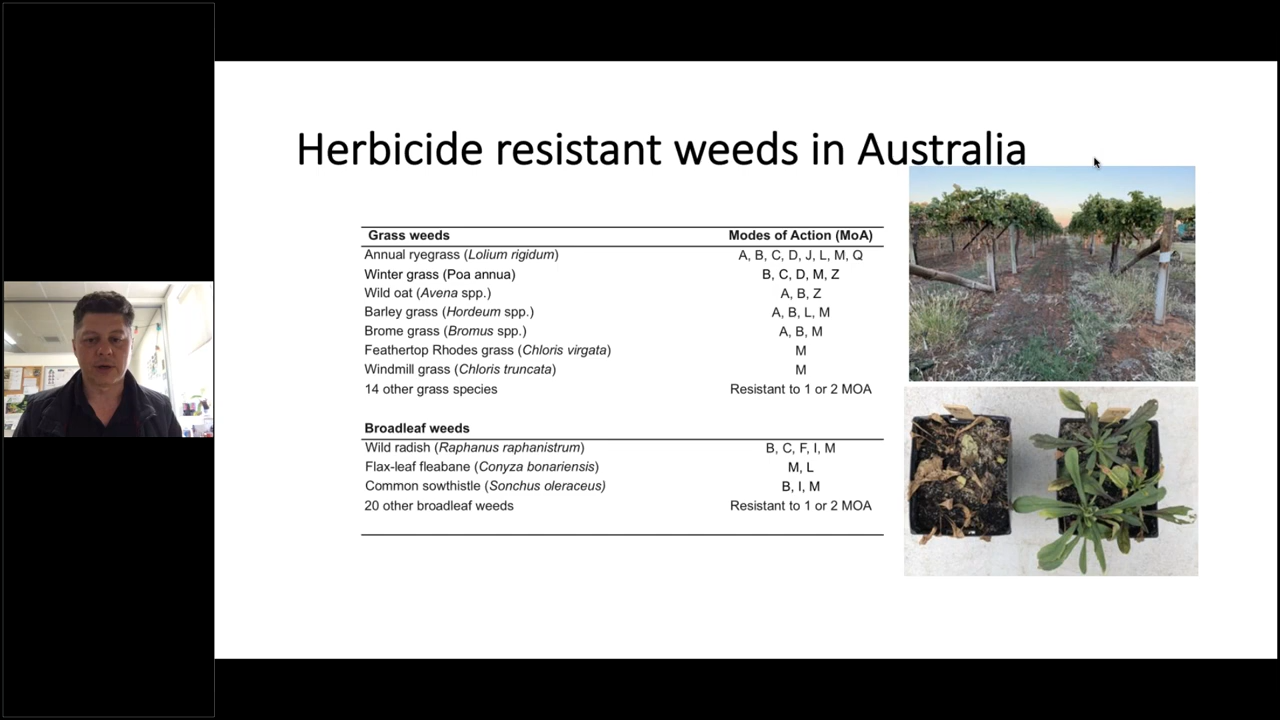 Herbicide resistant weeds in Australia
Grass weeds Modes of Action (MoA)
Annual ryegrass (Lolium rigidum) A, B, C, D, J, L, M, Q
Winter grass (Poa annua) B, C, D, M, Z
Wild oat (Avena spp.) A, B, Z
Barley grass (Hordeum spp.) A, B, L, M
Brome grass (Bromus spp.) A, B, M
Feathertop Rhodes grass (Chloris virgata) M
Windmill grass (Chloris truncata) M
14 other grass species Resistant to 1 or 2 MOA
Broadleaf weeds
Wild radish (Raphanus raphanistrum) B, C, F, I, M
Flax-leaf fleabane (Conyza bonariensis) M, L
Common sowthistle (Sonchus oleraceus) B, I, M
20 other broadleaf weeds Resistant to 1 or 2 MOA